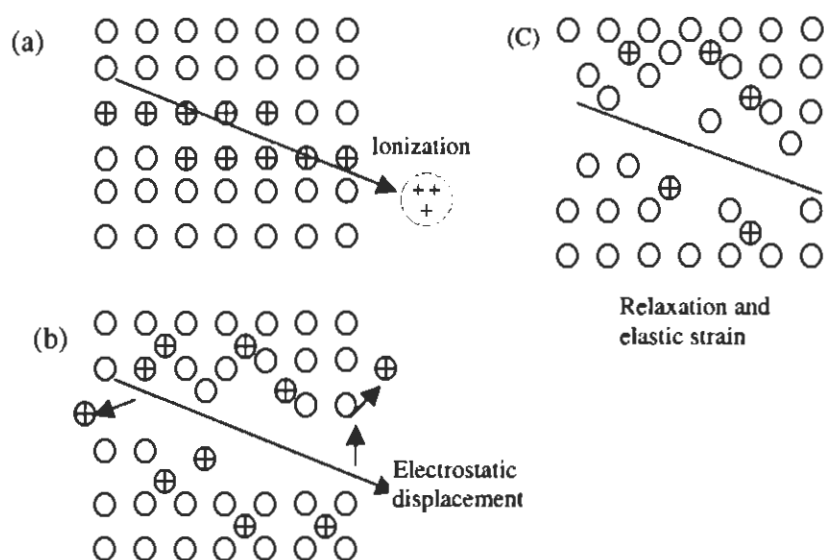 (a)
Ionization
++
+
(b)
Electrostatic
displacement
(C)
Relaxation and
elastic strain